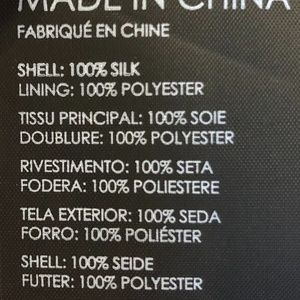 MADE IN CHINA
FABRIQUÉ EN CHINE
SHELL: 100% SILK
LINING: 100% POLYESTER
TISSU PRINCIPAL: 100% SOIE
DOUBLURE: 100% POLYESTER
RIVESTIMENTO: 100% SETA
FODERA: 100% POLIESTERE
TELA EXTERIOR: 100% SEDA
FORRO: 100% POLIÉSTER
SHELL: 100% SEIDE
FUTTER: 100% POLYESTER